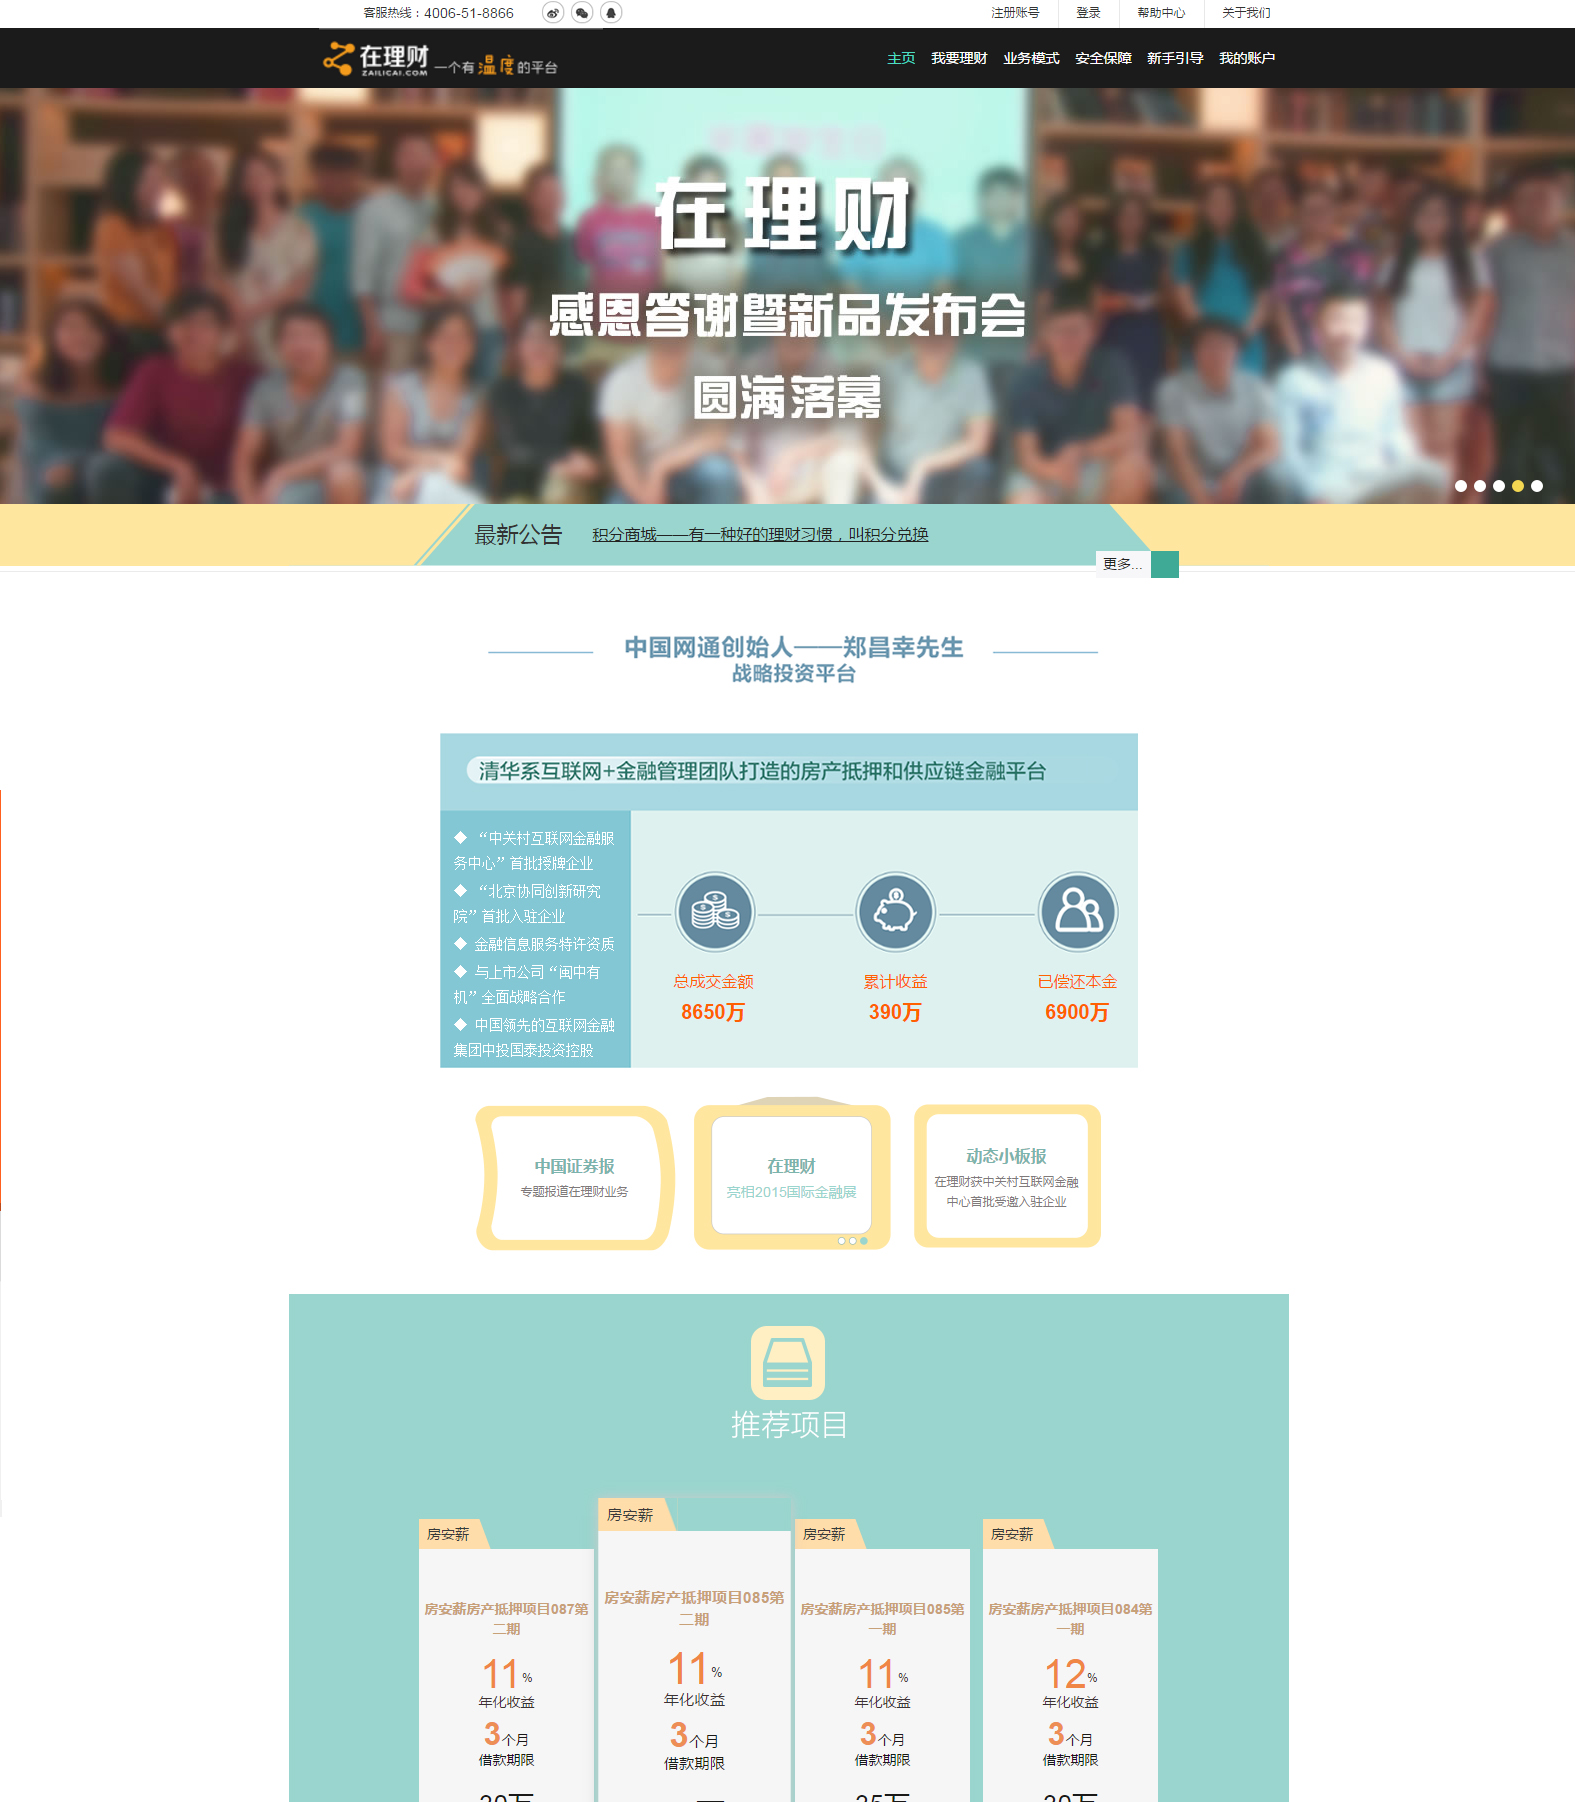 客服热线：4006-51-8866
注册账号 登录 帮助中心 关于我们
在理财 ZAILICAI.COM 一个有温度的平台
主页 我要理财 业务模式 安全保障 新手引导 我的账户
在理财
感恩答谢暨新品发布会
圆满落幕
最新公告 积分商城——有一种好的理财习惯，叫积分兑换
更多...
中国网通创始人——郑昌幸先生
战略投资平台
清华系互联网+金融管理团队打造的房产抵押和供应链金融平台
◆ “中关村互联网金融服
务中心”首批授牌企业
◆ “北京协同创新研究
院”首批入驻企业
◆ 金融信息服务特许资质
◆ 与上市公司“闽中有
机”全面战略合作
◆ 中国领先的互联网金融
集团中投国泰投资控股
总成交金额 累计收益 已偿还本金
8650万 390万 6900万
中国证券报
专题报道在理财业务
在理财
亮相2015国际金融展
动态小板报
在理财获中关村互联网金融
中心首批受邀入驻企业
推荐项目
房安薪
房安薪房产抵押项目087第
二期
11%
年化收益
3个月
借款期限
30万
房安薪
房安薪房产抵押项目085第
二期
11%
年化收益
3个月
借款期限
房安薪
房安薪房产抵押项目085第
一期
11%
年化收益
3个月
借款期限
35万
房安薪
房安薪房产抵押项目084第
一期
12%
年化收益
3个月
借款期限
30万